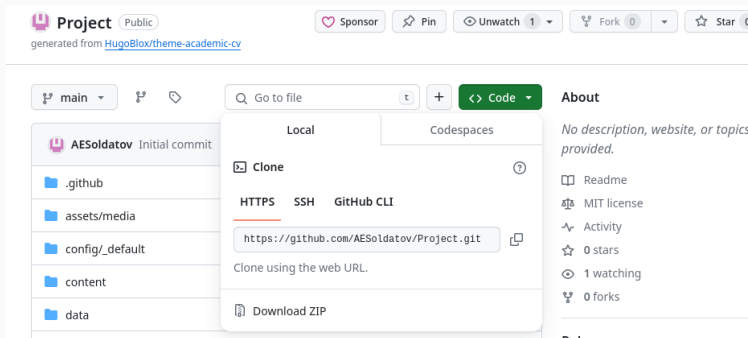 Project Public Sponsor Pin Unwatch 1 Fork 0 Star
generated from HugoBlox/theme-academic-cv
main Go to file t + Code About
Local Codespaces
No description, website, or topics
provided.
AESoldatov Initial commit
Clone
Readme
.github
HTTPS SSH GitHub CLI
MIT license
assets/media
Activity
https://github.com/AESoldatov/Project.git
config/_default
0 stars
Clone using the web URL.
1 watching
content
0 forks
data
Download ZIP